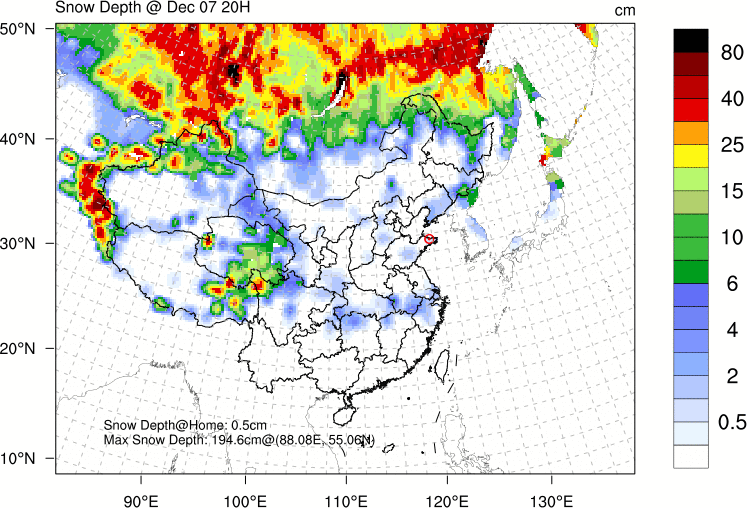 Snow Depth @ Dec 07 20H
cm
50°N
40°N
30°N
20°N
10°N
Snow Depth@Home: 0.5cm
Max Snow Depth: 194.6cm@(88.08E, 55.06N)
90°E
100°E
110°E
120°E
130°E
80
40
25
15
10
6
4
2
0.5